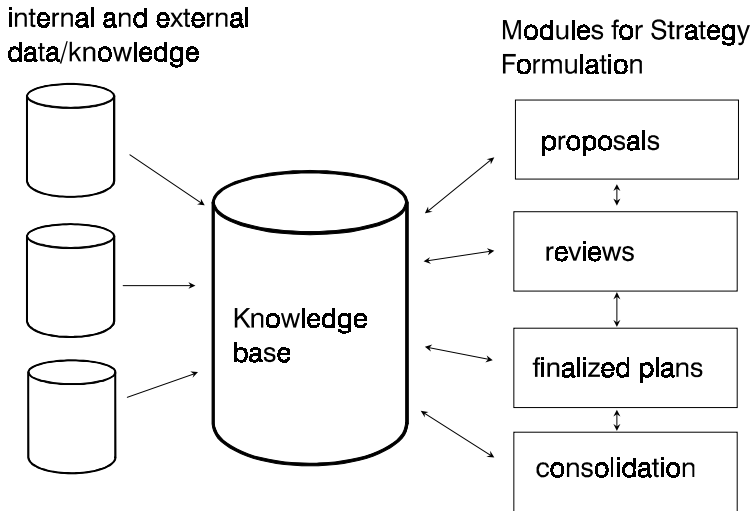 internal and external
data/knowledge
Modules for Strategy
Formulation
proposals
reviews
Knowledge
base
finalized plans
consolidation